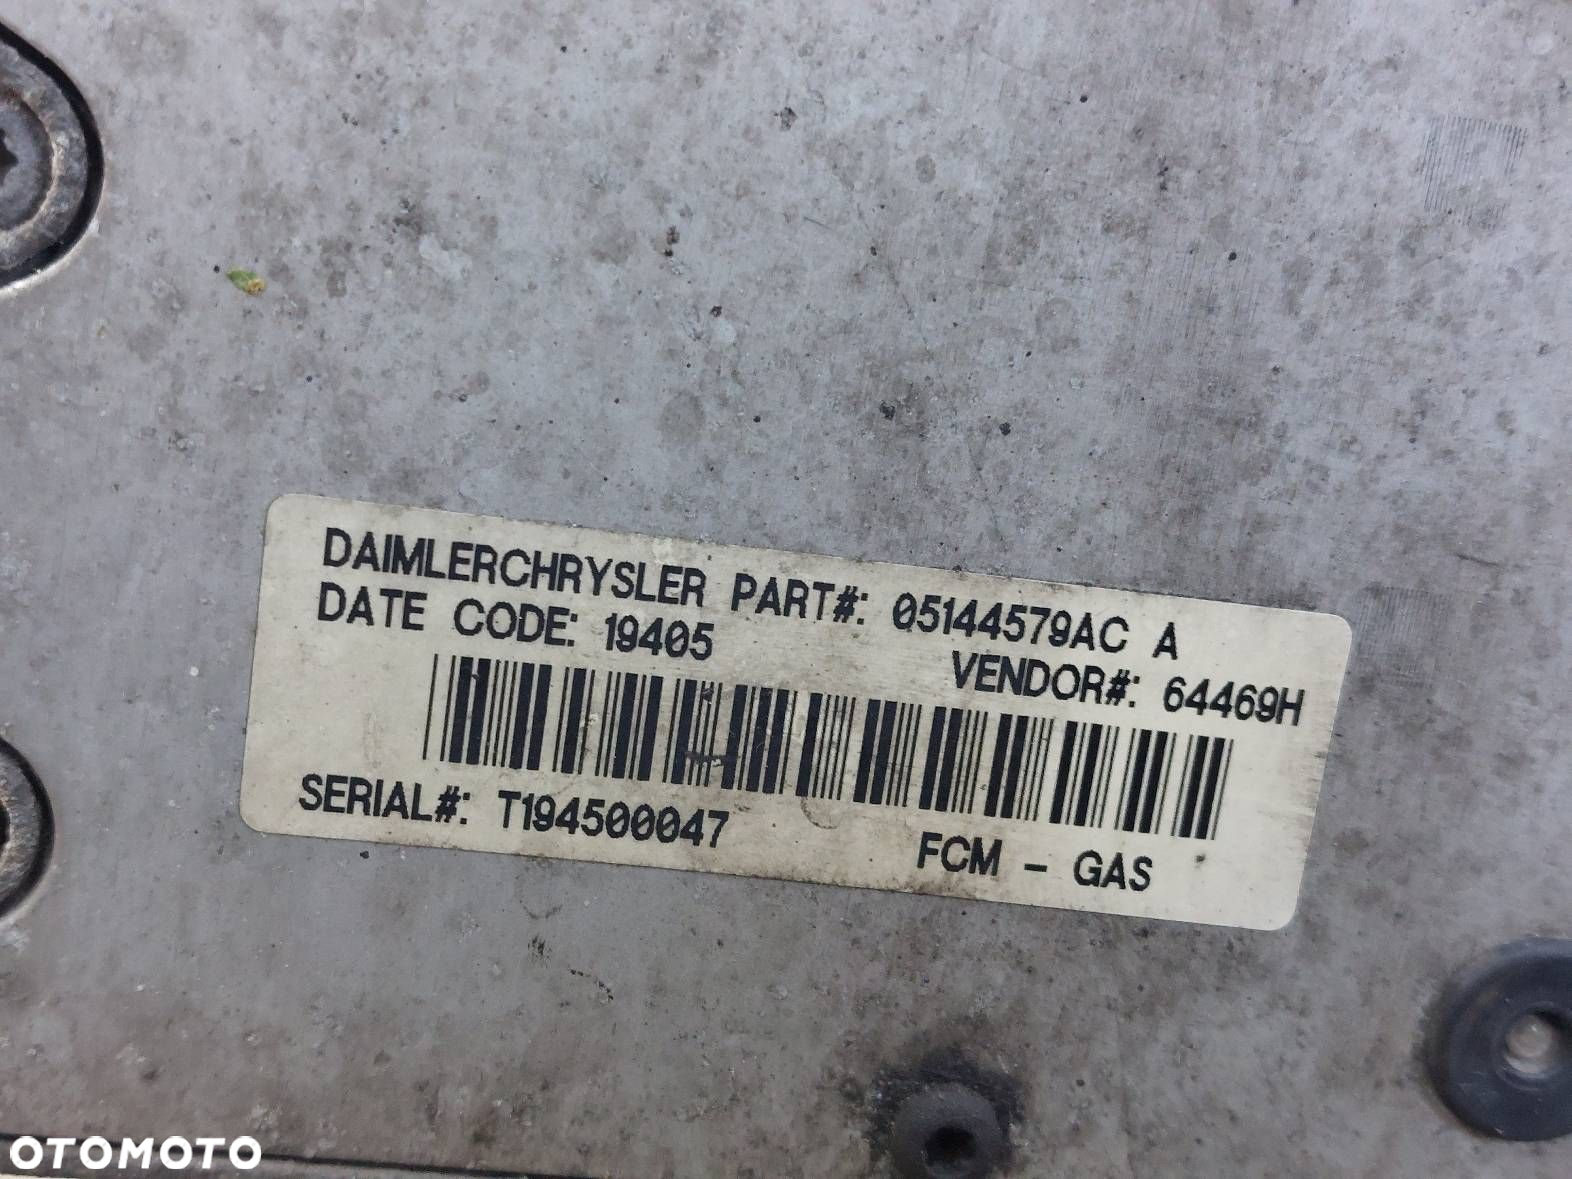 DAIMLERCHRYSLER PART#: 05144579AC A
DATE CODE: 19405
VENDOR#: 64469H
SERIAL#: T194500047
FCM - GAS
OTOMOTO